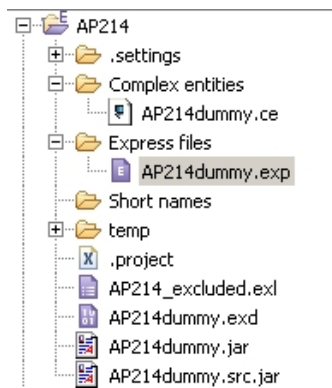 AP214
.settings
Complex entities
AP214dummy.ce
Express files
AP214dummy.exp
Short names
temp
.project
AP214_excluded.exl
AP214dummy.exd
AP214dummy.jar
AP214dummy.src.jar